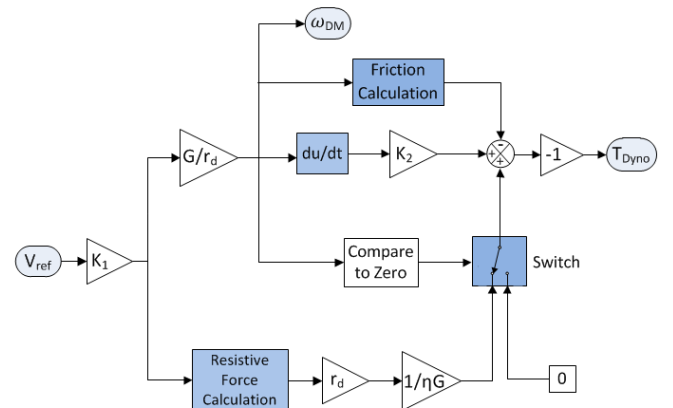 ω_DM
Friction
Calculation
G/r_d
du/dt
K_2
-
+
+
-1
T_Dyno
V_ref
K_1
Compare
to Zero
Switch
Resistive
Force
Calculation
r_d
1/ηG
0